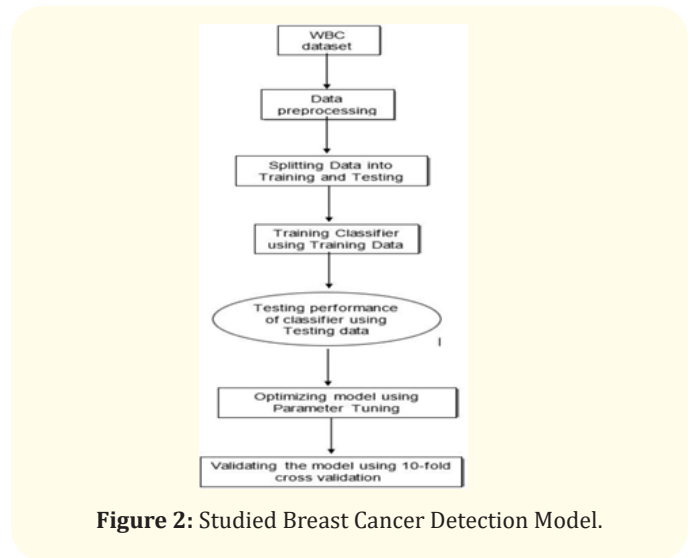 WBC
dataset
Data
preprocessing
Splitting Data into
Training and Testing
Training Classifier
using Training Data
Testing performance
of classifier using
Testing data
I
Optimizing model using
Parameter Tuning
Validating the model using 10-fold
cross validation
Figure 2: Studied Breast Cancer Detection Model.